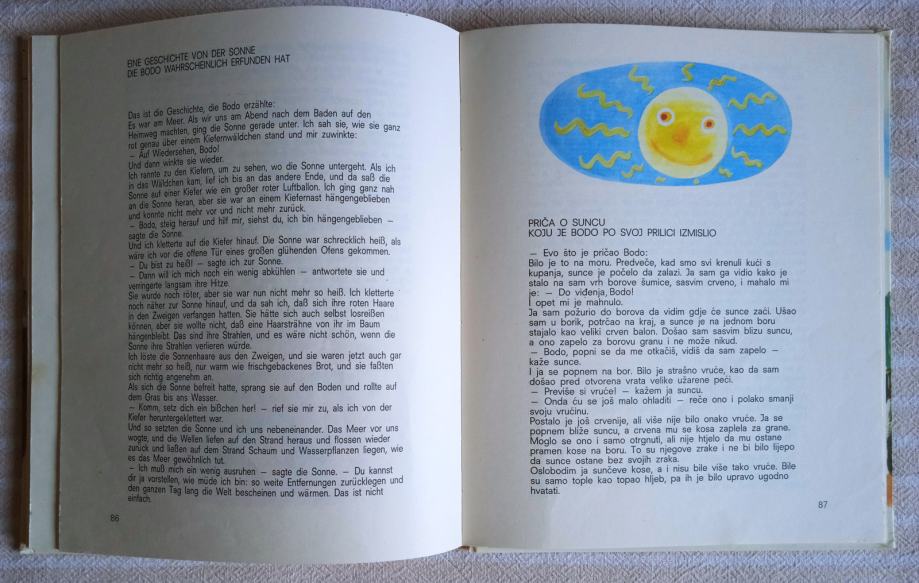 EINE GESCHICHTE VON DER SONNE
DIE BODO WAHRSCHEINLICH ERFUNDEN HAT
Das ist die Geschichte, die Bodo erzählte:
Es war am Meer. Als wir uns am Abend nach dem Baden auf den
Heimweg machten, ging die Sonne gerade unter. Ich sah sie, wie sie ganz
rot genau über einem Kiefernwäldchen stand und mir zuwinkte:
— Auf Wiedersehen, Bodo!
Und dann winkte sie wieder.
Ich rannte zu den Kiefern, um zu sehen, wo die Sonne untergeht. Als ich
in das Wäldchen kam, lief ich bis an das andere Ende, und da saß die
Sonne auf einer Kiefer wie ein großer roter Luftballon. Ich ging ganz nah
an die Sonne heran, aber sie war an einem Kiefernast hängengeblieben
und konnte nicht mehr vor und nicht mehr zurück.
— Bodo, steig herauf und hilf mir, siehst du, ich bin hängengeblieben —
sagte die Sonne.
Und ich kletterte auf die Kiefer hinauf. Die Sonne war schrecklich heiß, als
wäre ich vor die offene Tür eines großen glühenden Ofens gekommen.
— Du bist zu heiß! — sagte ich zur Sonne.
— Dann will ich mich noch ein wenig abkühlen — antwortete sie und
verringerte langsam ihre Hitze.
Sie wurde noch röter, aber sie war nun nicht mehr so heiß. Ich kletterte
noch näher zur Sonne hinauf, und da sah ich, daß sich ihre roten Haare
in den Zweigen verfangen hatten. Sie hätte sich auch selbst losreißen
können, aber sie wollte nicht, daß eine Haarsträhne von ihr im Baum
hängenbleibt. Das sind ihre Strahlen, und es wäre nicht schön, wenn die
Sonne ihre Strahlen verlieren würde.
Ich löste die Sonnenhaare aus den Zweigen, und sie waren jetzt auch gar
nicht mehr so heiß, nur warm wie frischgebackenes Brot, und sie faßten
sich richtig angenehm an.
Als sich die Sonne befreit hatte, sprang sie auf den Boden und rollte auf
dem Gras bis ans Wasser.
— Komm, setz dich ein bißchen her! — rief sie mir zu, als ich von der
Kiefer heruntergeklettert war.
Und so setzten die Sonne und ich uns nebeneinander. Das Meer vor uns
wogte, und die Wellen liefen auf den Strand heraus und flossen wieder
zurück und ließen auf dem Strand Schaum und Wasserpflanzen liegen, wie
es das Meer gewöhnlich tut.
— Ich muß mich ein wenig ausruhen — sagte die Sonne. — Du kannst
dir ja vorstellen, wie müde ich bin: so weite Entfernungen zurücklegen und
den ganzen Tag lang die Welt bescheinen und wärmen. Das ist nicht
einfach.
86
PRIČA O SUNCU
KOJU JE BODO PO SVOJ PRILICI IZMISLIO
— Evo što je pričao Bodo:
Bilo je to na moru. Predveče, kad smo svi krenuli kući s
kupanja, sunce je počelo da zalazi. Ja sam ga vidio kako je
stalo na sam vrh borove šumice, sasvim crveno, i mahalo mi
je: — Do viđenja, Bodo!
I opet mi je mahnulo.
Ja sam požurio do borova da vidim gdje će sunce zaći. Ušao
sam u borik, potrčao na kraj, a sunce je na jednom boru
stajalo kao veliki crven balon. Došao sam sasvim blizu suncu,
a ono zapelo za borovu granu i ne može nikud.
— Bodo, popni se da me otkačiš, vidiš da sam zapelo —
kaže sunce.
I ja se popnem na bor. Bilo je strašno vruće, kao da sam
došao pred otvorena vrata velike užarene peći.
— Previše si vruće! — kažem ja suncu.
— Onda ću se još malo ohladiti — reče ono i polako smanji
svoju vrućinu.
Postalo je još crvenije, ali više nije bilo onako vruće. Ja se
popnem bliže suncu, a crvena mu se kosa zaplela za grane.
Moglo se ono i samo otrgnuti, ali nije htjelo da mu ostane
pramen kose na boru. To su njegove zrake i ne bi bilo lijepo
da sunce ostane bez svojih zraka.
Oslobodim ja sunčeve kose, a i nisu bile više tako vruće. Bile
su samo tople kao topao hljeb, pa ih je bilo upravo ugodno
hvatati.
87